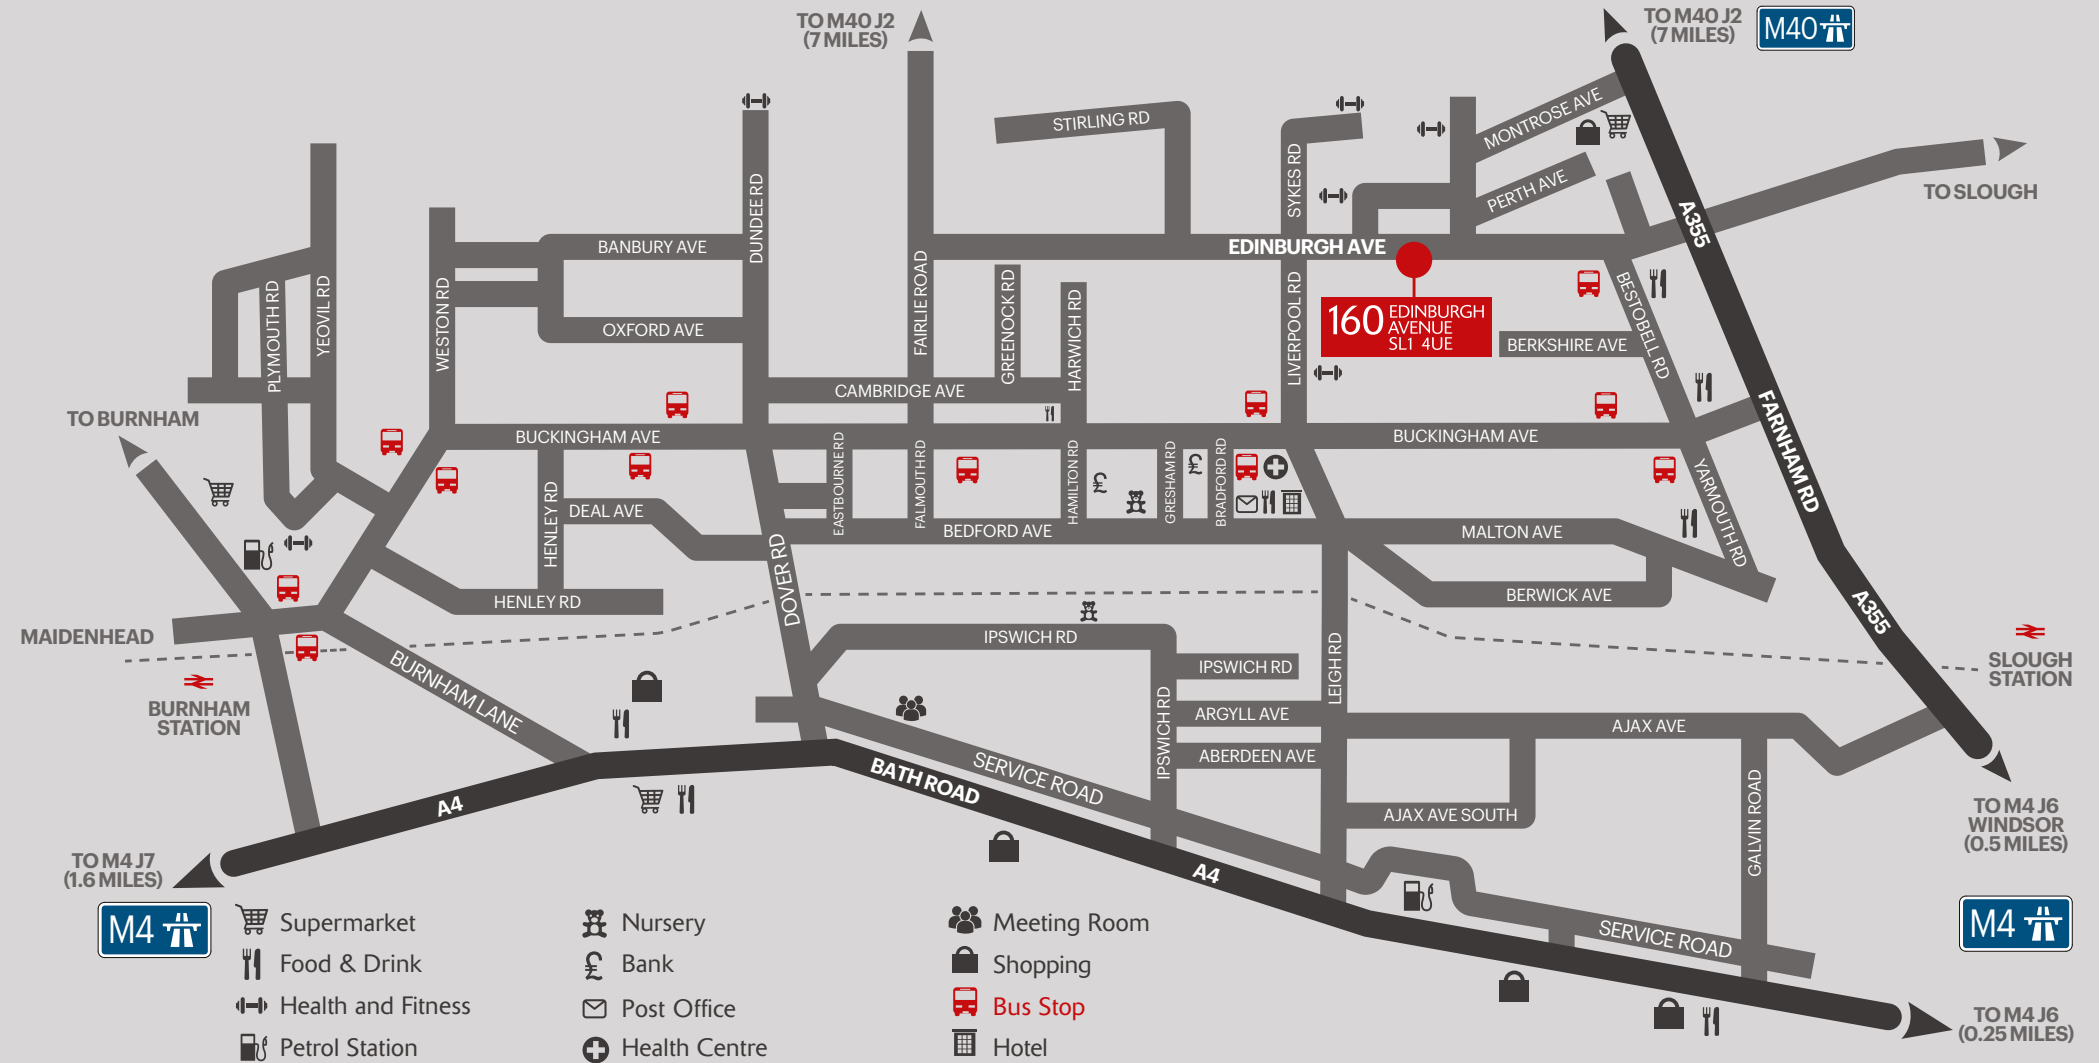 TO M40 J2
(7 MILES)
TO M40 J2
(7 MILES)
M40
STIRLING RD
MONTROSE AVE
PERTH AVE
SYKES RD
TO SLOUGH
A355
DUNDEE RD
BANBURY AVE
EDINBURGH AVE
FAIRLIE ROAD
PLYMOUTH RD
YEOVIL RD
WESTON RD
GREENOCK RD
HARWICH RD
LIVERPOOL RD
160
EDINBURGH
AVENUE
SL1 4UE
BESTOBELL RD
OXFORD AVE
BERKSHIRE AVE
CAMBRIDGE AVE
TO BURNHAM
BUCKINGHAM AVE
BUCKINGHAM AVE
FARNHAM RD
HENLEY RD
DEAL AVE
EASTBOURNE RD
FALMOUTH RD
HAMILTON RD
GRESHAM RD
BRADFORD RD
YARMOUTH RD
BEDFORD AVE
MALTON AVE
DOVER RD
HENLEY RD
BERWICK AVE
A355
MAIDENHEAD
IPSWICH RD
IPSWICH RD
LEIGH RD
SLOUGH
STATION
BURNHAM LANE
BURNHAM
STATION
IPSWICH RD
ARGYLL AVE
AJAX AVE
ABERDEEN AVE
BATH ROAD
SERVICE ROAD
A4
AJAX AVE SOUTH
GALVIN ROAD
TO M4 J6
WINDSOR
(0.5 MILES)
TO M4 J7
(1.6 MILES)
A4
M4
M4
SERVICE ROAD
TO M4 J6
(0.25 MILES)
Supermarket
Food & Drink
Health and Fitness
Petrol Station
Nursery
Bank
Post Office
Health Centre
Meeting Room
Shopping
Bus Stop
Hotel